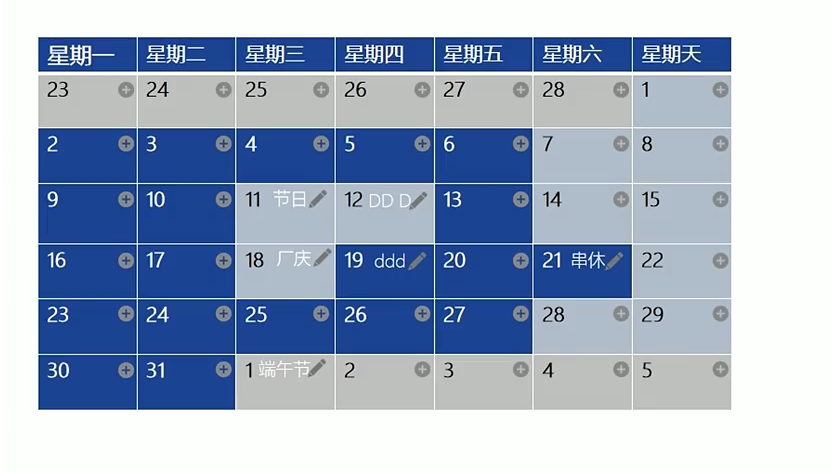 星期一 星期二 星期三 星期四 星期五 星期六 星期天
23 24 25 26 27 28 1
2 3 4 5 6 7 8
9 10 11 节日 12 DD D 13 14 15
16 17 18 厂庆 19 ddd 20 21 串休 22
23 24 25 26 27 28 29
30 31 1 端午节 2 3 4 5